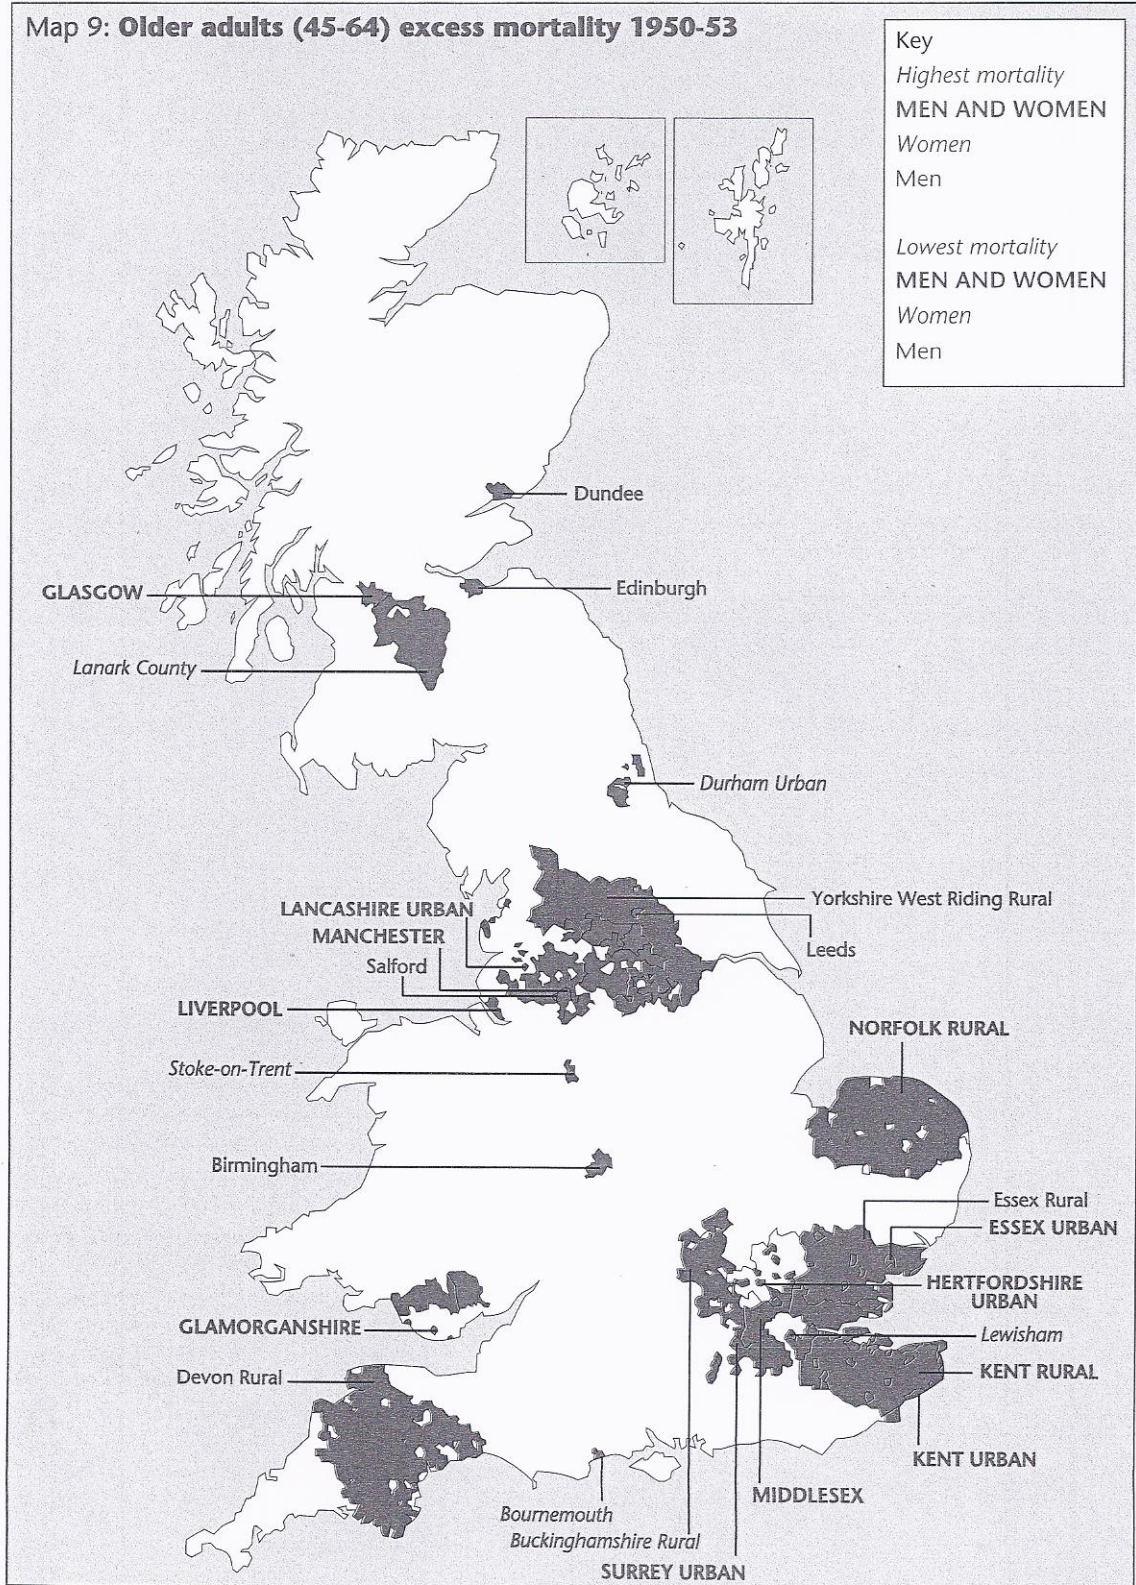 Map 9: Older adults (45-64) excess mortality 1950-53
Key
Highest mortality
MEN AND WOMEN
Women
Men
Lowest mortality
MEN AND WOMEN
Women
Men
Dundee
GLASGOW
Edinburgh
Lanark County
Durham Urban
Yorkshire West Riding Rural
LANCASHIRE URBAN
MANCHESTER
Leeds
Salford
LIVERPOOL
NORFOLK RURAL
Stoke-on-Trent
Birmingham
Essex Rural
ESSEX URBAN
HERTFORDSHIRE
URBAN
GLAMORGANSHIRE
Lewisham
Devon Rural
KENT RURAL
KENT URBAN
MIDDLESEX
Bournemouth
Buckinghamshire Rural
SURREY URBAN